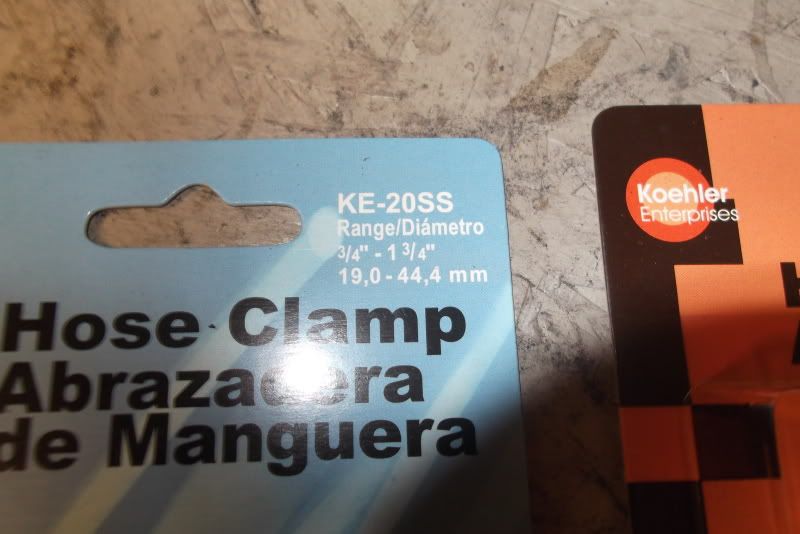 KE-20SS
Range/Diámetro
3/4" - 1 3/4"
19,0 - 44,4 mm
Hose Clamp
Abrazadera
de Manguera
Koehler
Enterprises